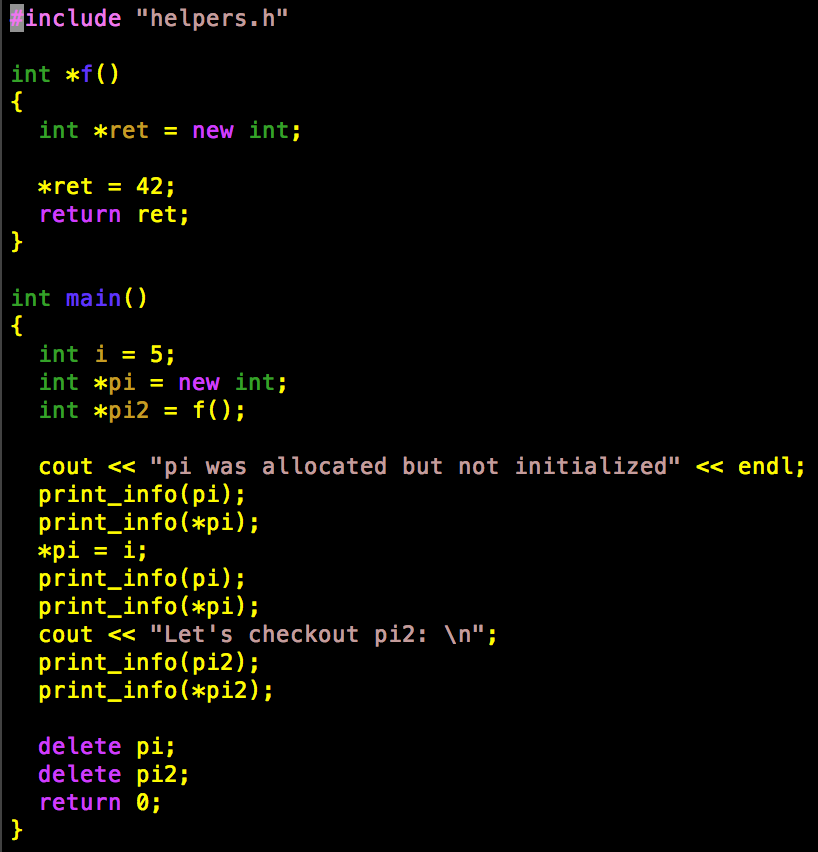 #include "helpers.h"
int *f()
{
int *ret = new int;
*ret = 42;
return ret;
}
int main()
{
int i = 5;
int *pi = new int;
int *pi2 = f();
cout << "pi was allocated but not initialized" << endl;
print_info(pi);
print_info(*pi);
*pi = i;
print_info(pi);
print_info(*pi);
cout << "Let's checkout pi2: \n";
print_info(pi2);
print_info(*pi2);
delete pi;
delete pi2;
return 0;
}